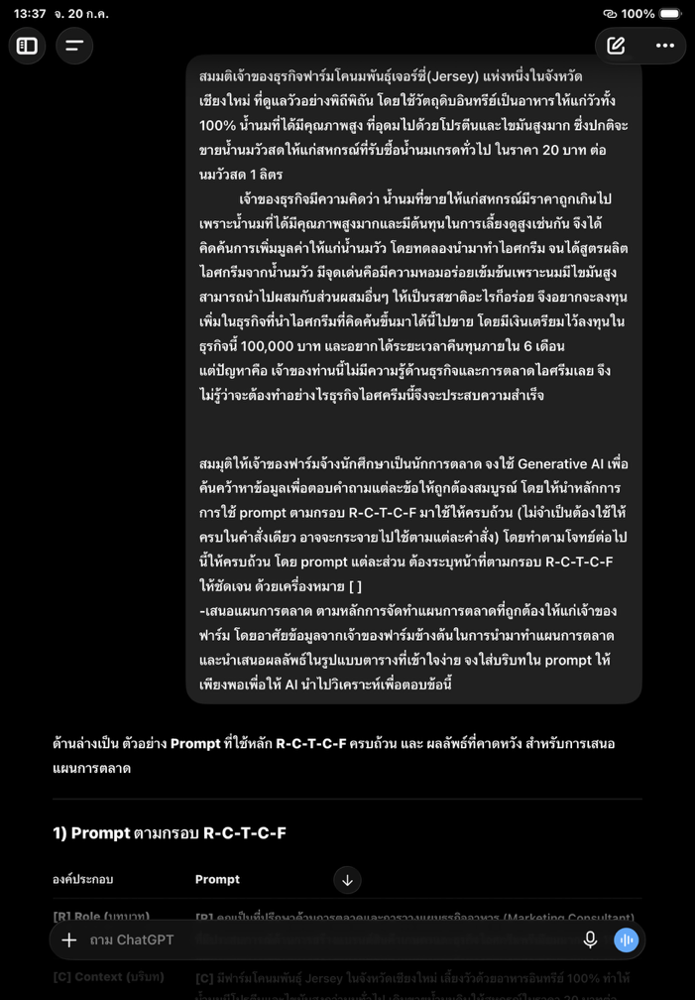 13:37 จ. 20 ก.ค.
100%
สมมติเจ้าของธุรกิจฟาร์มโคนมพันธุ์เจอร์ซี่(Jersey) แห่งหนึ่งในจังหวัด
เชียงใหม่ ที่ดูแลวัวอย่างพิถีพิถัน โดยใช้วัตถุดิบอินทรีย์เป็นอาหารให้แก่วัวทั้ง
100% น้ำนมที่ได้มีคุณภาพสูง ที่อุดมไปด้วยโปรตีนและไขมันสูงมาก ซึ่งปกติจะ
ขายน้ำนมวัวสดให้แก่สหกรณ์ที่รับซื้อน้ำนมเกรดทั่วไป ในราคา 20 บาท ต่อ
นมวัวสด 1 ลิตร
เจ้าของธุรกิจมีความคิดว่า น้ำนมที่ขายให้แก่สหกรณ์มีราคาถูกเกินไป
เพราะน้ำนมที่ได้มีคุณภาพสูงมากและมีต้นทุนในการเลี้ยงดูสูงเช่นกัน จึงได้
คิดค้นการเพิ่มมูลค่าให้แก่น้ำนมวัว โดยทดลองนำมาทำไอศกรีม จนได้สูตรผลิต
ไอศกรีมจากน้ำนมวัว มีจุดเด่นคือมีความหอมอร่อยเข้มข้นเพราะนมมีไขมันสูง
สามารถนำไปผสมกับส่วนผสมอื่นๆ ให้เป็นรสชาติอะไรก็อร่อย จึงอยากจะลงทุน
เพิ่มในธุรกิจที่นำไอศกรีมที่คิดค้นขึ้นมาได้นี้ไปขาย โดยมีเงินเตรียมไว้ลงทุนใน
ธุรกิจนี้ 100,000 บาท และอยากได้ระยะเวลาคืนทุนภายใน 6 เดือน
แต่ปัญหาคือ เจ้าของท่านนี้ไม่มีความรู้ด้านธุรกิจและการตลาดไอศรีมเลย จึง
ไม่รู้ว่าจะต้องทำอย่างไรธุรกิจไอศครีมนี้จึงจะประสบความสำเร็จ
สมมุติให้เจ้าของฟาร์มจ้างนักศึกษาเป็นนักการตลาด จงใช้ Generative AI เพื่อ
ค้นคว้าหาข้อมูลเพื่อตอบคำถามแต่ละข้อให้ถูกต้องสมบูรณ์ โดยให้นำหลักการ
การใช้ prompt ตามกรอบ R-C-T-C-F มาใช้ให้ครบถ้วน (ไม่จำเป็นต้องใช้ให้
ครบในคำสั่งเดียว อาจจะกระจายไปใช้ตามแต่ละคำสั่ง) โดยทำตามโจทย์ต่อไป
นี้ให้ครบถ้วน โดย prompt แต่ละส่วน ต้องระบุหน้าที่ตามกรอบ R-C-T-C-F
ให้ชัดเจน ด้วยเครื่องหมาย [ ]
-เสนอแผนการตลาด ตามหลักการจัดทำแผนการตลาดที่ถูกต้องให้แก่เจ้าของ
ฟาร์ม โดยอาศัยข้อมูลจากเจ้าของฟาร์มข้างต้นในการนำมาทำแผนการตลาด
และนำเสนอผลลัพธ์ในรูปแบบตารางที่เข้าใจง่าย จงใส่บริบทใน prompt ให้
เพียงพอเพื่อให้ AI นำไปวิเคราะห์เพื่อตอบข้อนี้
ด้านล่างเป็น ตัวอย่าง Prompt ที่ใช้หลัก R-C-T-C-F ครบถ้วน และ ผลลัพธ์ที่คาดหวัง สำหรับการเสนอ
แผนการตลาด
1) Prompt ตามกรอบ R-C-T-C-F
องค์ประกอบ Prompt
[R] Role (บทบาท) [R] คุณเป็นที่ปรึกษาด้านการตลาดและการวางแผนธุรกิจอาหาร (Marketing Consultant)
ถาม ChatGPT
[C] Context (บริบท) [C] มีฟาร์มโคนมพันธุ์ Jersey ในจังหวัดเชียงใหม่ เลี้ยงวัวด้วยอาหารอินทรีย์ 100% ทำให้